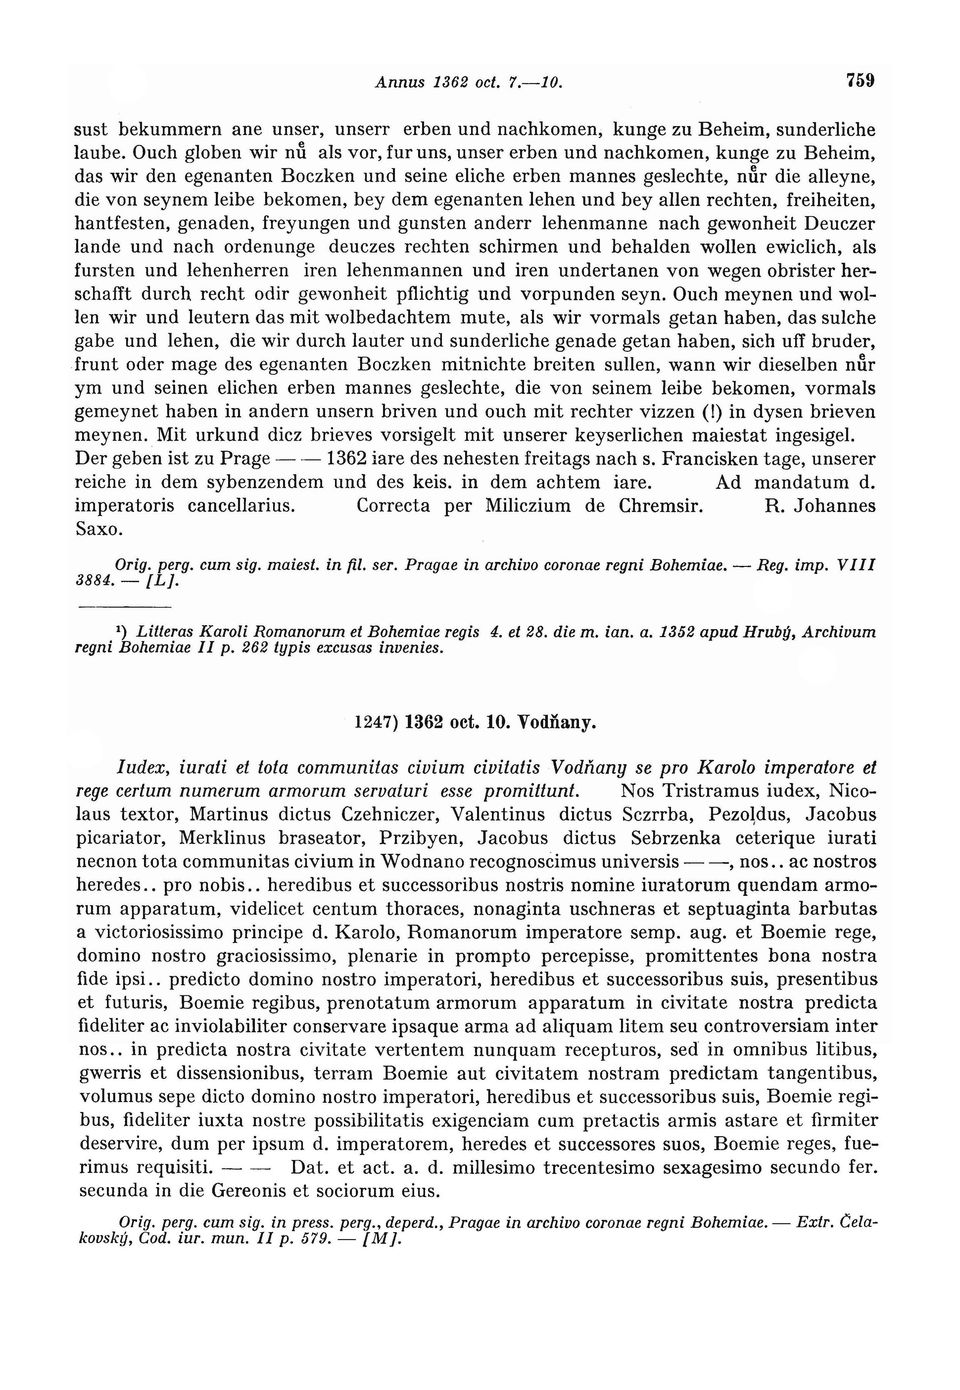 Annus 1362 oct. 7.—10. 759
sust bekummern ane unser, unserr erben und nachkomen, kunge zu Beheim, sunderliche
laube. Ouch globen wir nuͤ als vor, fur uns, unser erben und nachkomen, kunge zu Beheim,
das wir den egenanten Boczken und seine eliche erben mannes geslechte, nuͤr die alleyne,
die von seynem leibe bekomen, bey dem egenanten lehen und bey allen rechten, freiheiten,
hantfesten, genaden, freyungen und gunsten anderr lehenmanne nach gewonheit Deuczer
lande und nach ordenunge deuczes rechten schirmen und behalden wollen ewiclich, als
fursten und lehenherren iren lehenmannen und iren undertanen von wegen obrister her-
schafft durch recht odir gewonheit pflichtig und vorpunden seyn. Ouch meynen und wol-
len wir und leutern das mit wolbedachtem mute, als wir vormals getan haben, das sulche
gabe und lehen, die wir durch lauter und sunderliche genade getan haben, sich uff bruder,
frunt oder mage des egenanten Boczken mitnichte breiten sullen, wann wir dieselben nuͤr
ym und seinen elichen erben mannes geslechte, die von seinem leibe bekomen, vormals
gemeynet haben in andern unsern briven und ouch mit rechter vizzen (!) in dysen brieven
meynen. Mit urkund dicz brieves vorsigelt mit unserer keyserlichen maiestat ingesigel.
Der geben ist zu Prage — — 1362 iare des nehesten freitags nach s. Francisken tage, unserer
reiche in dem sybenzendem und des keis. in dem achtem iare. Ad mandatum d.
imperatoris cancellarius. Correcta per Miliczium de Chremsir. R. Johannes
Saxo.
Orig. perg. cum sig. maiest. in fil. ser. Pragae in archivo coronae regni Bohemiae. — Reg. imp. VIII
3884. — [L].
¹) Litteras Karoli Romanorum et Bohemiae regis 4. et 28. die m. ian. a. 1352 apud Hrubý, Archivum
regni Bohemiae II p. 262 typis excusas invenies.
1247) 1362 oct. 10. Vodňany.
Iudex, iurati et tota communitas civium civitatis Vodňany se pro Karolo imperatore et
rege certum numerum armorum servaturi esse promittunt. Nos Tristramus iudex, Nico-
laus textor, Martinus dictus Czehniczer, Valentinus dictus Sczrrba, Pezoldus, Jacobus
picariator, Merklinus braseator, Przibyen, Jacobus dictus Sebrzenka ceterique iurati
necnon tota communitas civium in Wodnano recognoscimus universis — —, nos.. ac nostros
heredes.. pro nobis.. heredibus et successoribus nostris nomine iuratorum quendam armo-
rum apparatum, videlicet centum thoraces, nonaginta uschneras et septuaginta barbutas
a victoriosissimo principe d. Karolo, Romanorum imperatore semp. aug. et Boemie rege,
domino nostro graciosissimo, plenarie in prompto percepisse, promittentes bona nostra
fide ipsi.. predicto domino nostro imperatori, heredibus et successoribus suis, presentibus
et futuris, Boemie regibus, prenotatum armorum apparatum in civitate nostra predicta
fideliter ac inviolabiliter conservare ipsaque arma ad aliquam litem seu controversiam inter
nos.. in predicta nostra civitate vertentem nunquam recepturos, sed in omnibus litibus,
gwerris et dissensionibus, terram Boemie aut civitatem nostram predictam tangentibus,
volumus sepe dicto domino nostro imperatori, heredibus et successoribus suis, Boemie regi-
bus, fideliter iuxta nostre possibilitatis exigenciam cum pretactis armis astare et firmiter
deservire, dum per ipsum d. imperatorem, heredes et successores suos, Boemie reges, fue-
rimus requisiti. — — Dat. et act. a. d. millesimo trecentesimo sexagesimo secundo fer.
secunda in die Gereonis et sociorum eius.
Orig. perg. cum sig. in press. perg., deperd., Pragae in archivo coronae regni Bohemiae. — Extr. Čela-
kovský, Cod. iur. mun. II p. 579. — [M].